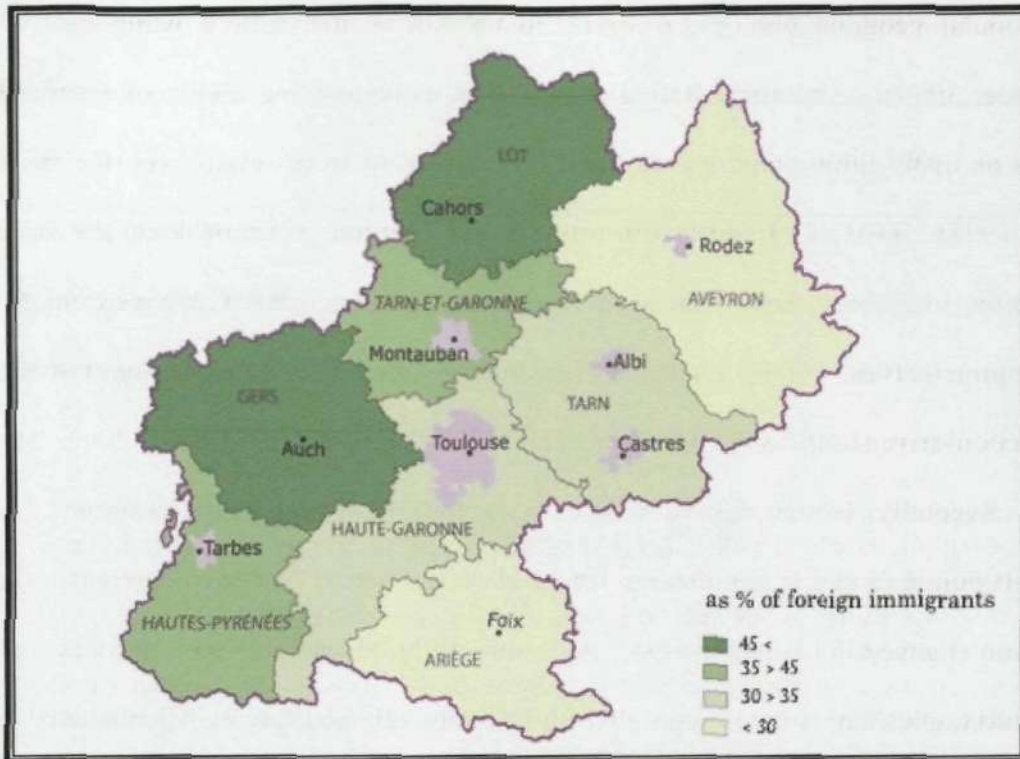 LOT
Cahors
Rodez
AVEYRON
TARN-ET-GARONNE
Montauban
Albi
TARN
GERS
Auch
Toulouse
Castres
HAUTE-GARONNE
Tarbes
HAUTES-PYRÉNÉES
Foix
ARIÈGE
as % of foreign immigrants
45 <
35 > 45
30 > 35
< 30